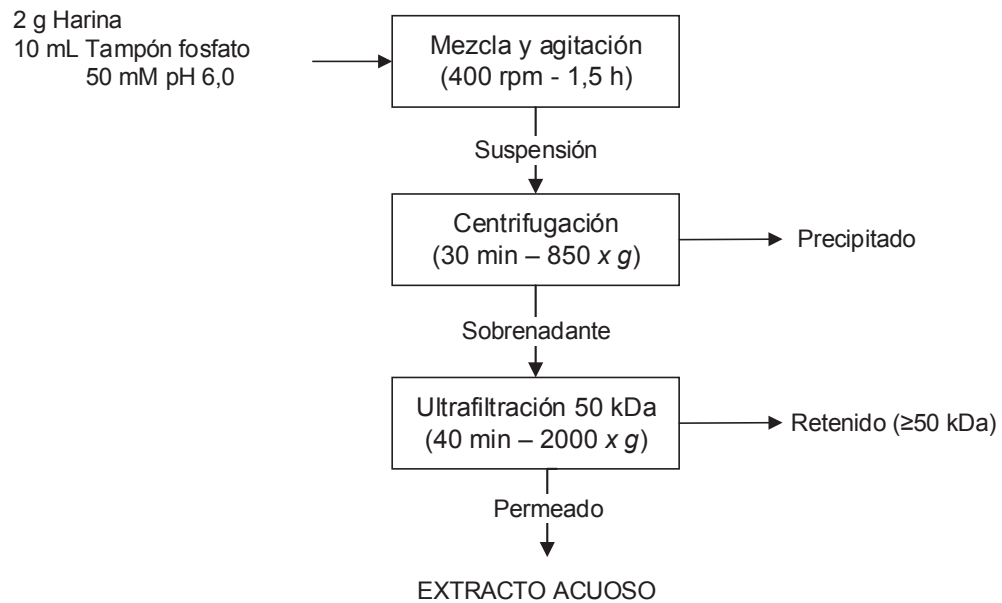 2 g Harina
10 mL Tampón fosfato
50 mM pH 6,0
Mezcla y agitación
(400 rpm - 1,5 h)
Suspensión
Centrifugación
(30 min – 850 x g)
Precipitado
Sobrenadante
Ultrafiltración 50 kDa
(40 min – 2000 x g)
Retenido (≥50 kDa)
Permeado
EXTRACTO ACUOSO